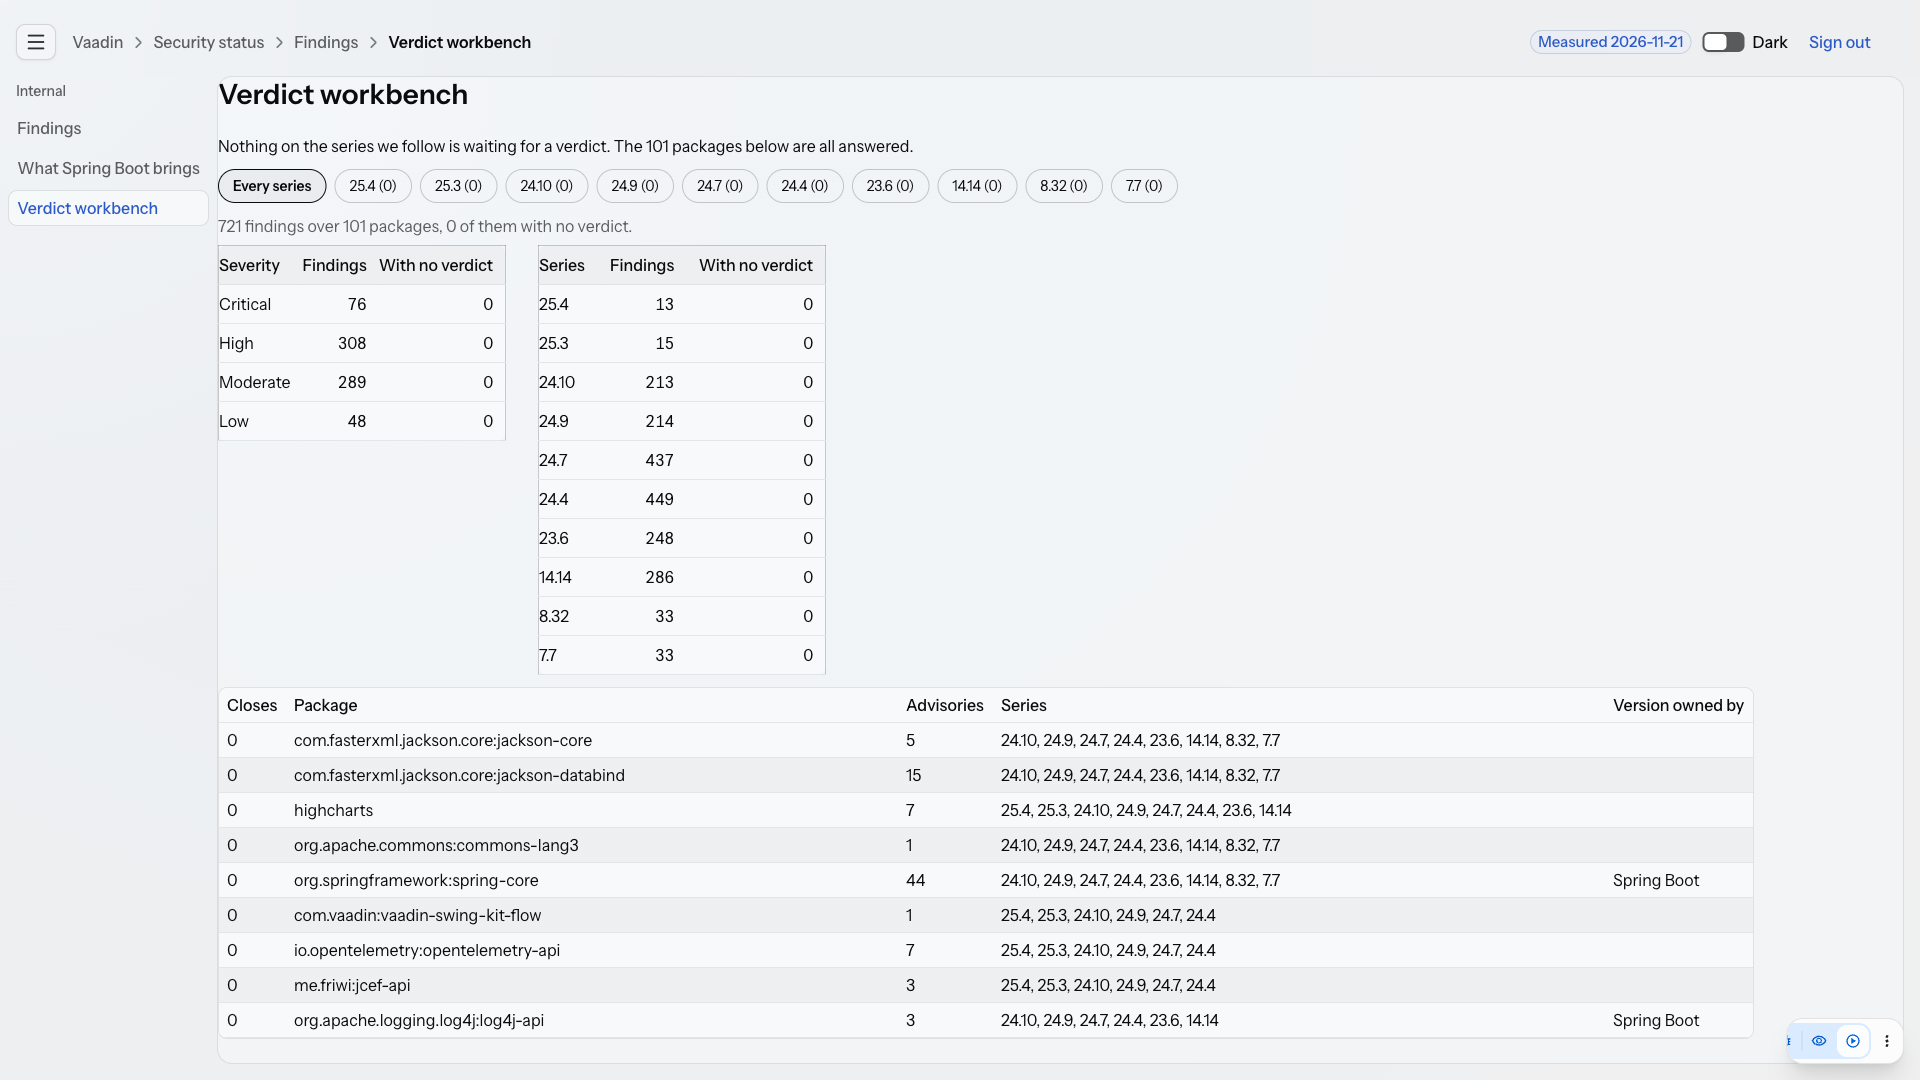 Vaadin > Security status > Findings > Verdict workbench
Measured 2026-11-21
Dark
Sign out
Internal
Findings
What Spring Boot brings
Verdict workbench
Verdict workbench
Nothing on the series we follow is waiting for a verdict. The 101 packages below are all answered.
Every series 25.4 (0) 25.3 (0) 24.10 (0) 24.9 (0) 24.7 (0) 24.4 (0) 23.6 (0) 14.14 (0) 8.32 (0) 7.7 (0)
721 findings over 101 packages, 0 of them with no verdict.
Severity Findings With no verdict
Critical 76 0
High 308 0
Moderate 289 0
Low 48 0
Series Findings With no verdict
25.4 13 0
25.3 15 0
24.10 213 0
24.9 214 0
24.7 437 0
24.4 449 0
23.6 248 0
14.14 286 0
8.32 33 0
7.7 33 0
Closes Package Advisories Series Version owned by
0 com.fasterxml.jackson.core:jackson-core 5 24.10, 24.9, 24.7, 24.4, 23.6, 14.14, 8.32, 7.7
0 com.fasterxml.jackson.core:jackson-databind 15 24.10, 24.9, 24.7, 24.4, 23.6, 14.14, 8.32, 7.7
0 highcharts 7 25.4, 25.3, 24.10, 24.9, 24.7, 24.4, 23.6, 14.14
0 org.apache.commons:commons-lang3 1 24.10, 24.9, 24.7, 24.4, 23.6, 14.14, 8.32, 7.7
0 org.springframework:spring-core 44 24.10, 24.9, 24.7, 24.4, 23.6, 14.14, 8.32, 7.7 Spring Boot
0 com.vaadin:vaadin-swing-kit-flow 1 25.4, 25.3, 24.10, 24.9, 24.7, 24.4
0 io.opentelemetry:opentelemetry-api 7 25.4, 25.3, 24.10, 24.9, 24.7, 24.4
0 me.friwi:jcef-api 3 25.4, 25.3, 24.10, 24.9, 24.7, 24.4
0 org.apache.logging.log4j:log4j-api 3 24.10, 24.9, 24.7, 24.4, 23.6, 14.14 Spring Boot